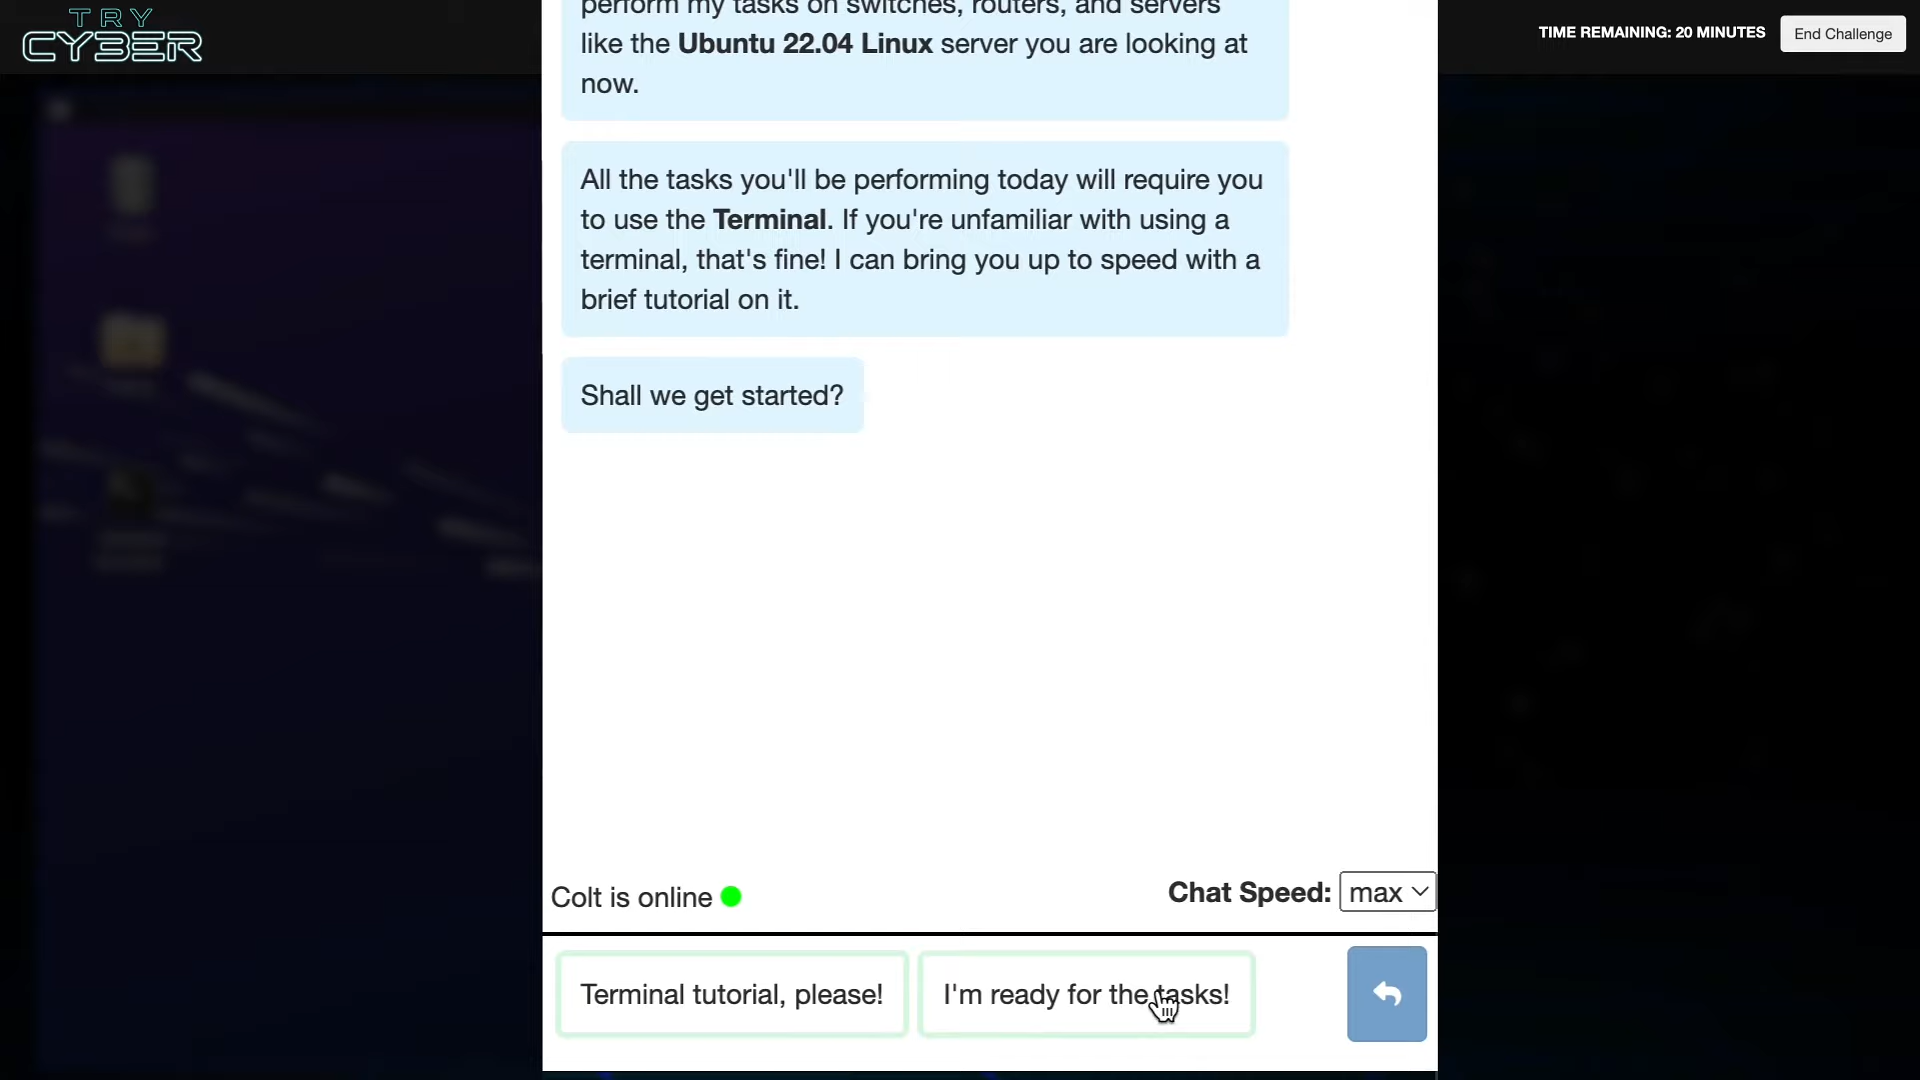 TRY
CYBER
TIME REMAINING: 20 MINUTES
End Challenge
perform my tasks on switches, routers, and servers
like the Ubuntu 22.04 Linux server you are looking at
now.
All the tasks you'll be performing today will require you
to use the Terminal. If you're unfamiliar with using a
terminal, that's fine! I can bring you up to speed with a
brief tutorial on it.
Shall we get started?
Colt is online
Chat Speed: max
Terminal tutorial, please!
I'm ready for the tasks!